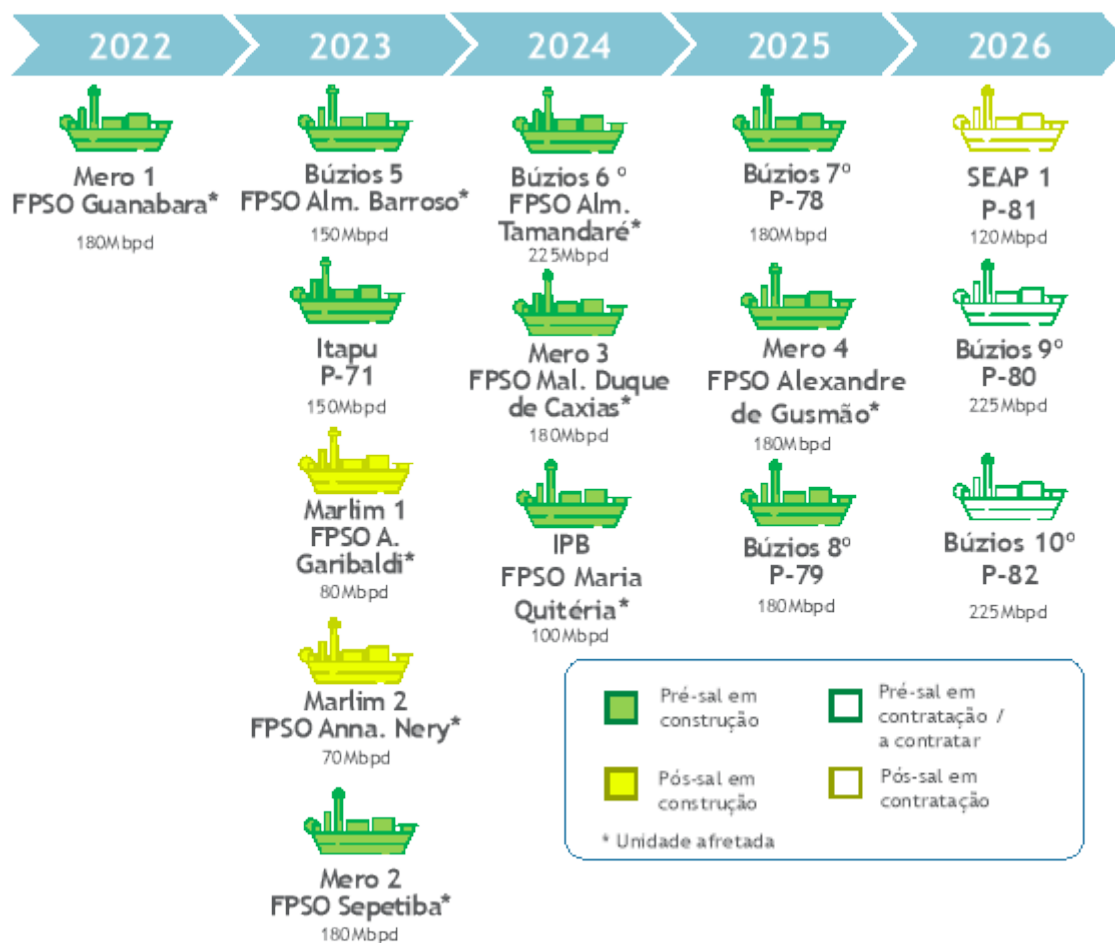 2022
2023
2024
2025
2026
Mero 1
FPSO Guanabara*
180Mbpd
Búzios 5
FPSO Alm. Barroso*
150Mbpd
Itapu
P-71
150Mbpd
Marlim 1
FPSO A.
Garibaldi*
80Mbpd
Marlim 2
FPSO Anna. Nery*
70Mbpd
Mero 2
FPSO Sepetiba*
180Mbpd
Búzios 6 º
FPSO Alm.
Tamandaré*
225Mbpd
Mero 3
FPSO Mal. Duque
de Caxias*
180Mbpd
IPB
FPSO Maria
Quitéria*
100Mbpd
Búzios 7º
P-78
180Mbpd
Mero 4
FPSO Alexandre
de Gusmão*
180Mbpd
Búzios 8º
P-79
180Mbpd
SEAP 1
P-81
120Mbpd
Búzios 9º
P-80
225Mbpd
Búzios 10º
P-82
225Mbpd
Pré-sal em
construção
Pré-sal em
contratação /
a contratar
Pós-sal em
construção
Pós-sal em
contratação
* Unidade afretada